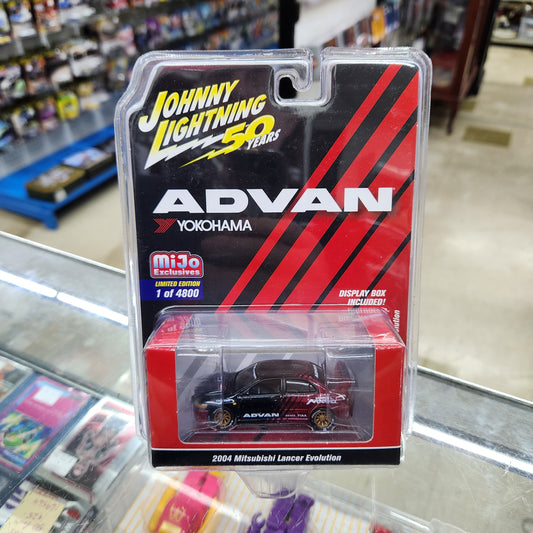 JOHNNY
LIGHTNING
50
YEARS
ADVAN
YOKOHAMA
MiJo
Exclusives
LIMITED EDITION
1 of 4800
DISPLAY BOX
INCLUDED!
ADVAN
2004 Mitsubishi Lancer Evolution